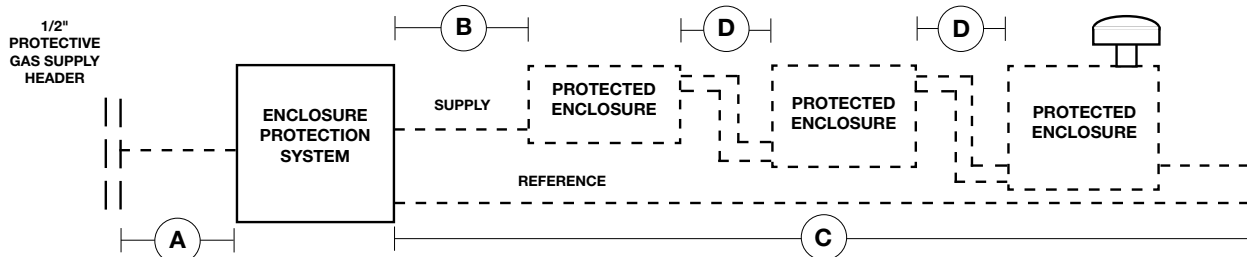 1/2"
PROTECTIVE
GAS SUPPLY
HEADER
A
ENCLOSURE
PROTECTION
SYSTEM
B
SUPPLY
REFERENCE
PROTECTED
ENCLOSURE
D
PROTECTED
ENCLOSURE
D
PROTECTED
ENCLOSURE
C